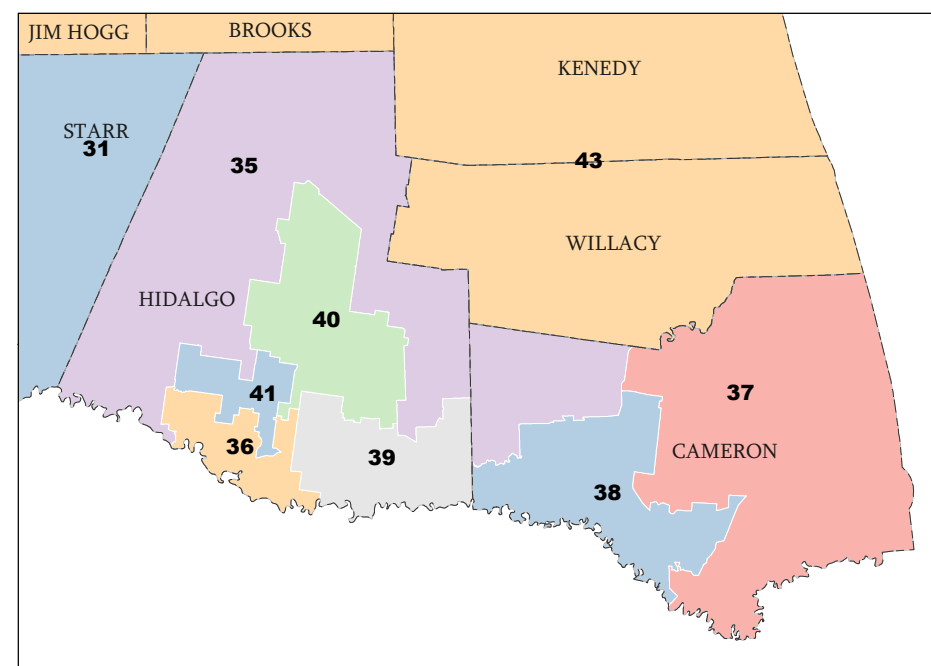 JIM HOGG
BROOKS
KENEDY
STARR
31
35
43
WILLACY
HIDALGO
40
41
37
36
39
CAMERON
38